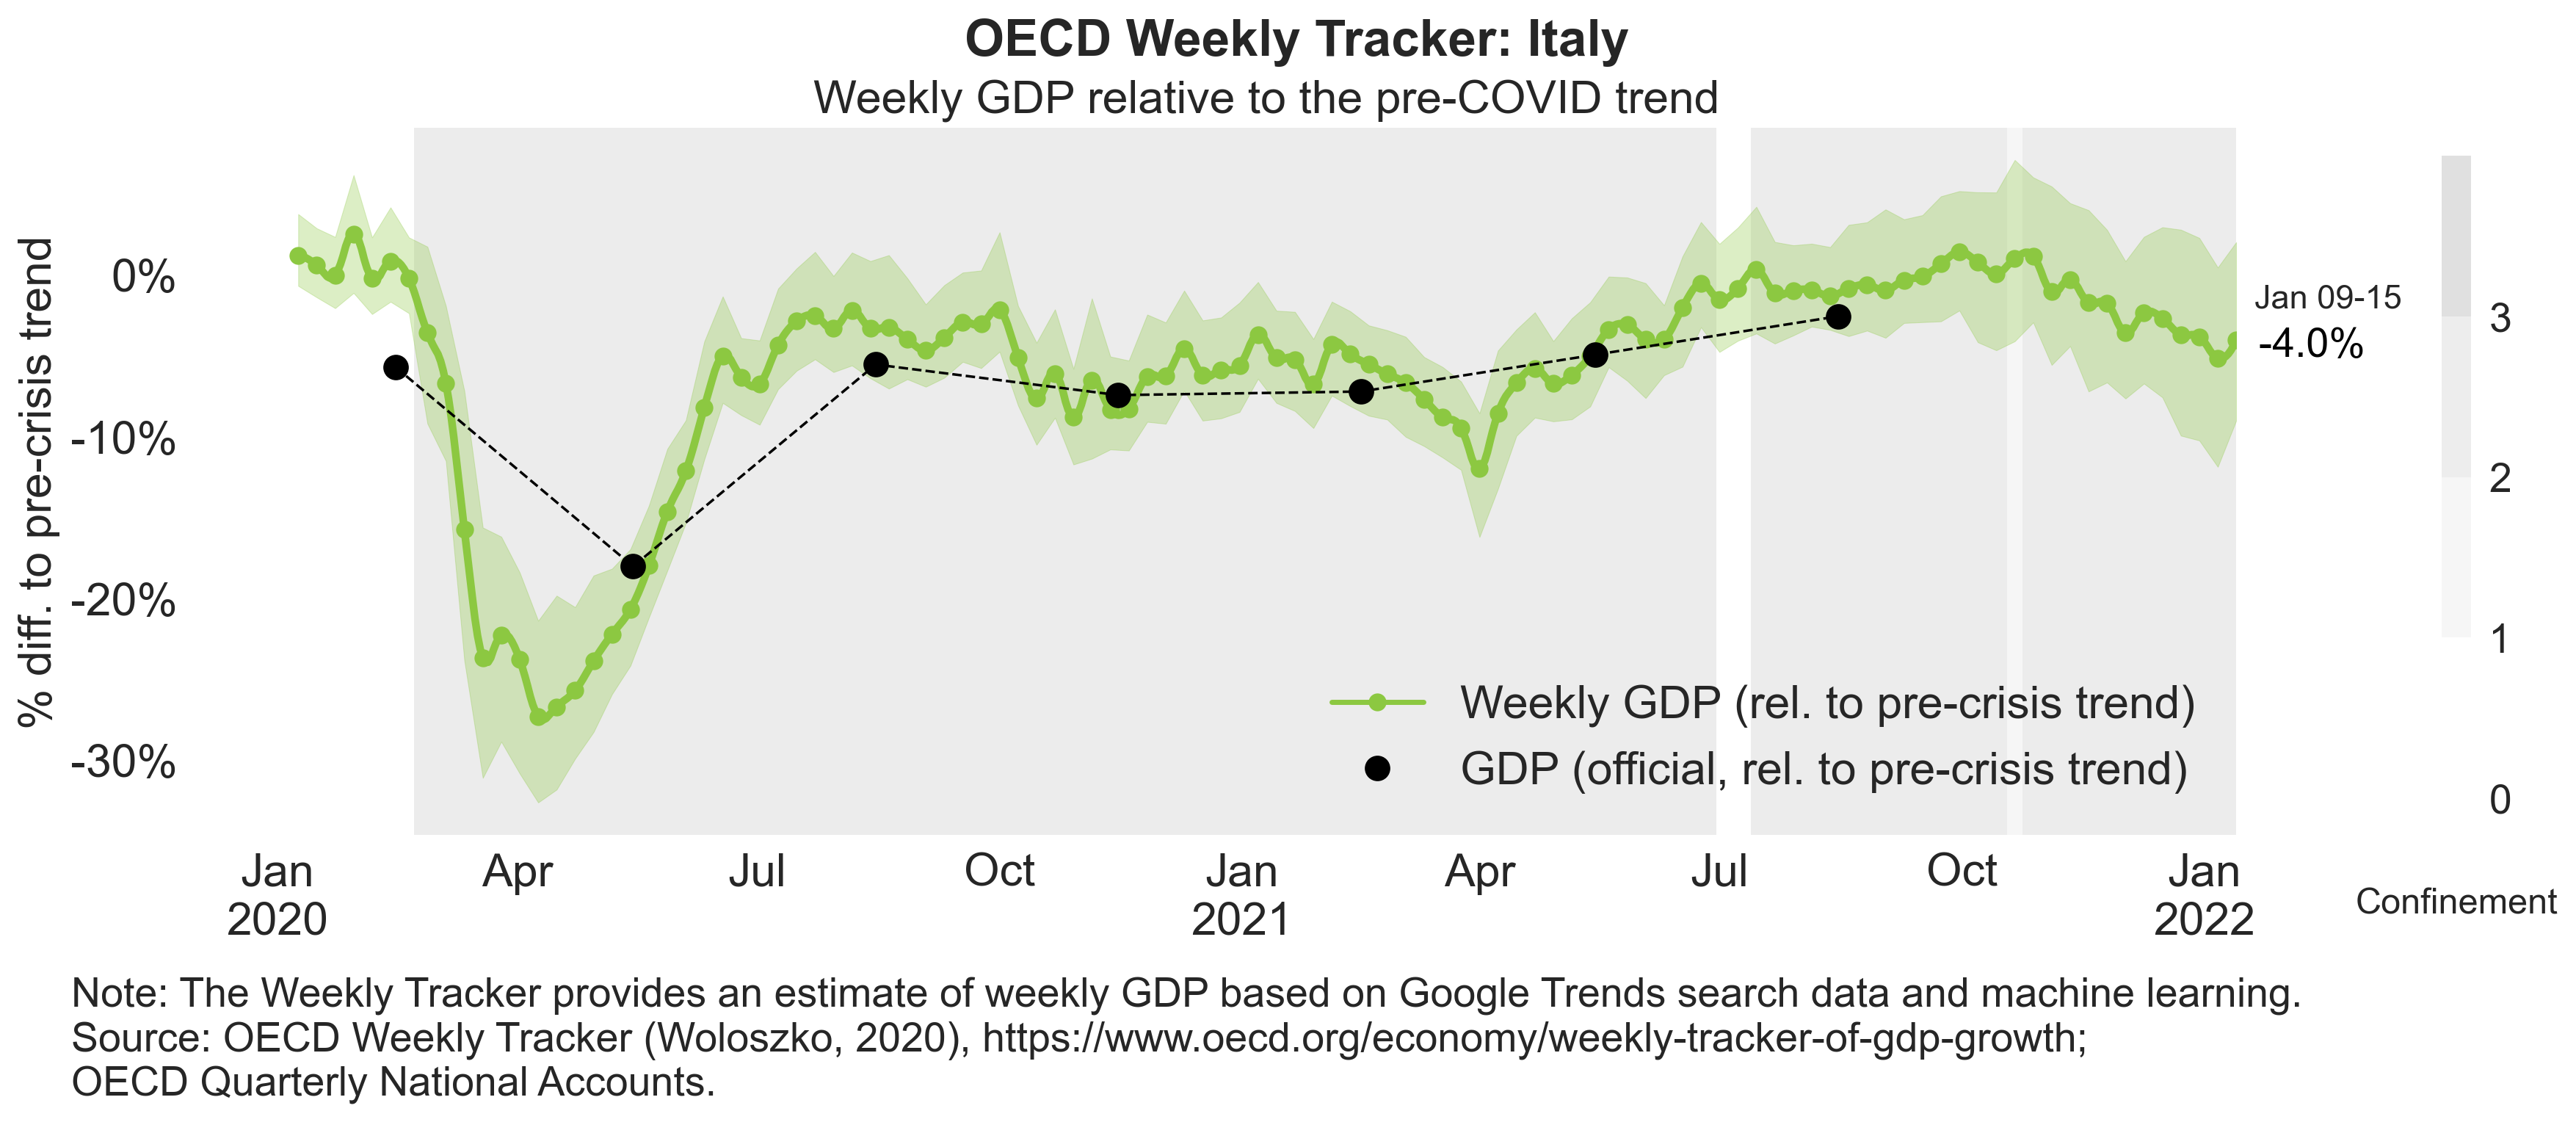 OECD Weekly Tracker: Italy
Weekly GDP relative to the pre-COVID trend
% diff. to pre-crisis trend
0%
-10%
-20%
-30%
Jan 09-15
-4.0%
3
2
1
0
Confinement
Weekly GDP (rel. to pre-crisis trend)
GDP (official, rel. to pre-crisis trend)
Jan Apr Jul Oct Jan Apr Jul Oct Jan
2020 2021 2022
Note: The Weekly Tracker provides an estimate of weekly GDP based on Google Trends search data and machine learning.
Source: OECD Weekly Tracker (Woloszko, 2020), https://www.oecd.org/economy/weekly-tracker-of-gdp-growth;
OECD Quarterly National Accounts.